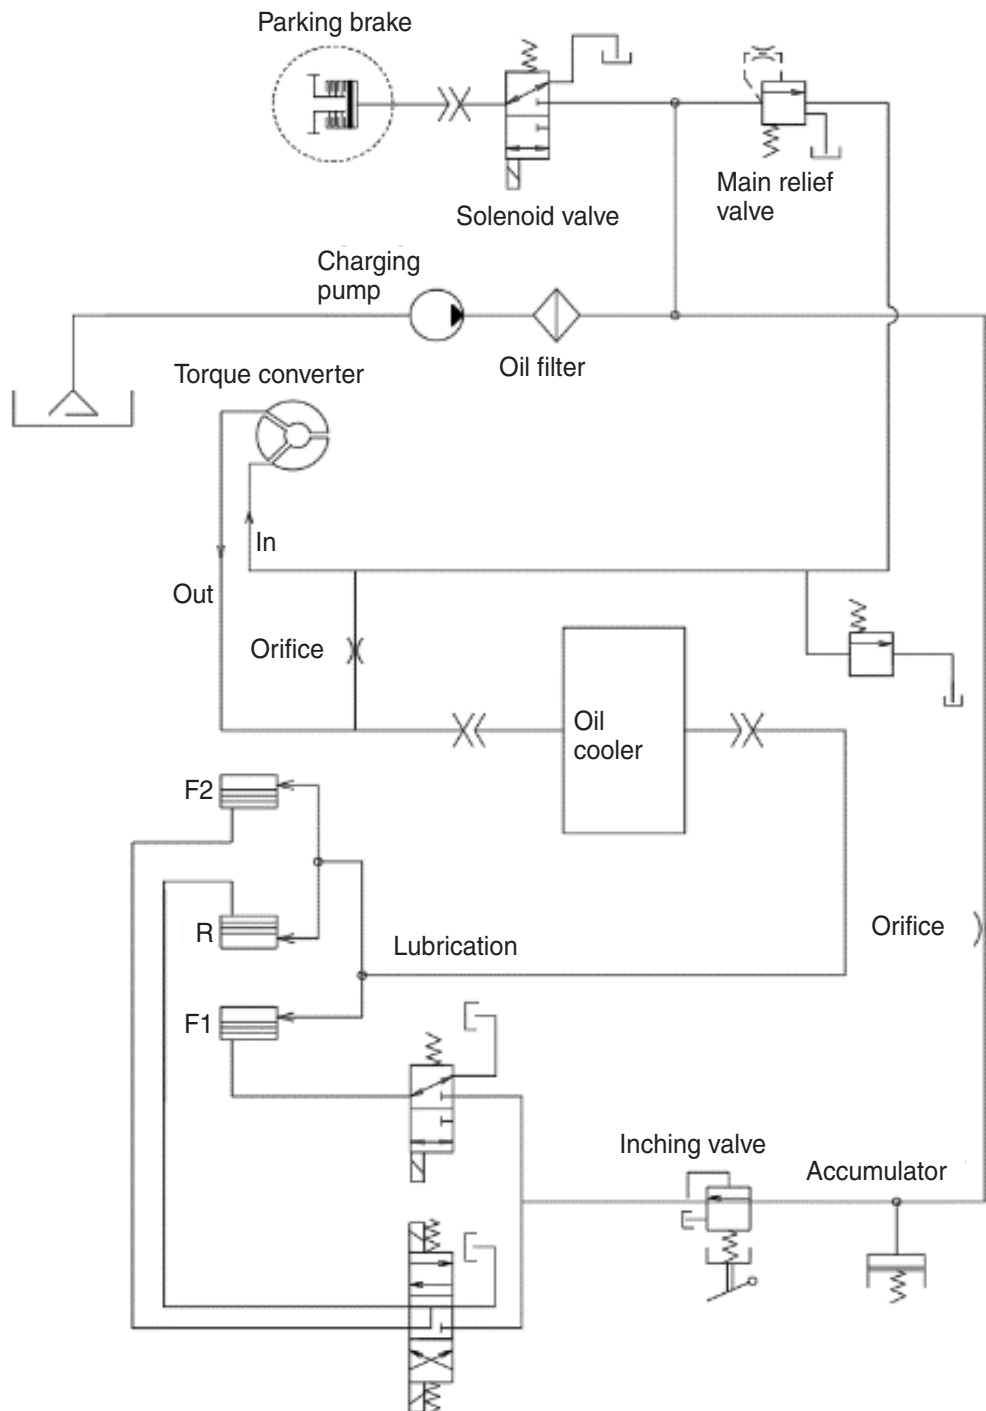 Parking brake
Solenoid valve
Main relief
valve
Charging
pump
Oil filter
Torque converter
In
Out
Orifice
Oil
cooler
F2
R
Lubrication
Orifice
F1
Inching valve
Accumulator